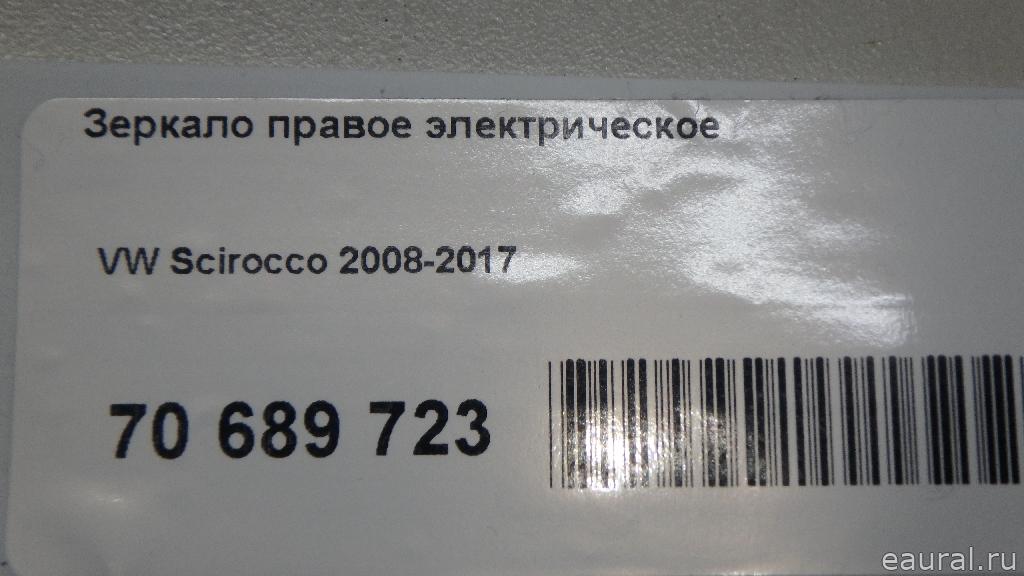 Зеркало правое электрическое
VW Scirocco 2008-2017
70 689 723
eaural.ru